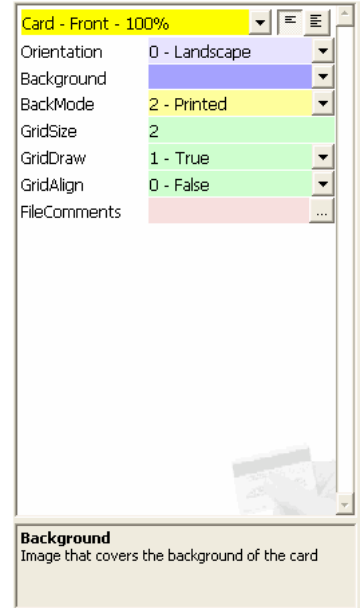 Card - Front - 100%
Orientation 0 - Landscape
Background
BackMode 2 - Printed
GridSize 2
GridDraw 1 - True
GridAlign 0 - False
FileComments ...
Background
Image that covers the background of the card